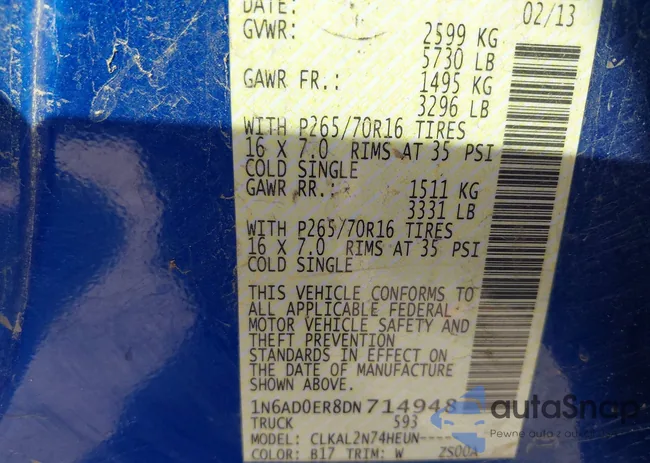 DATE: 02/13
GVWR: 2599 KG
5730 LB
GAWR FR.: 1495 KG
3296 LB
WITH P265/70R16 TIRES
16 X 7.0 RIMS AT 35 PSI
COLD SINGLE
GAWR RR.: 1511 KG
3331 LB
WITH P265/70R16 TIRES
16 X 7.0 RIMS AT 35 PSI
COLD SINGLE
THIS VEHICLE CONFORMS TO
ALL APPLICABLE FEDERAL
MOTOR VEHICLE SAFETY AND
THEFT PREVENTION
STANDARDS IN EFFECT ON
THE DATE OF MANUFACTURE
SHOWN ABOVE.
1N6AD0ER8DN714948
TRUCK 593
MODEL: CLKAL2N74HEUN-----
COLOR: B17 TRIM: W ZS00A
autoSnap
Pewne auto z aukcji